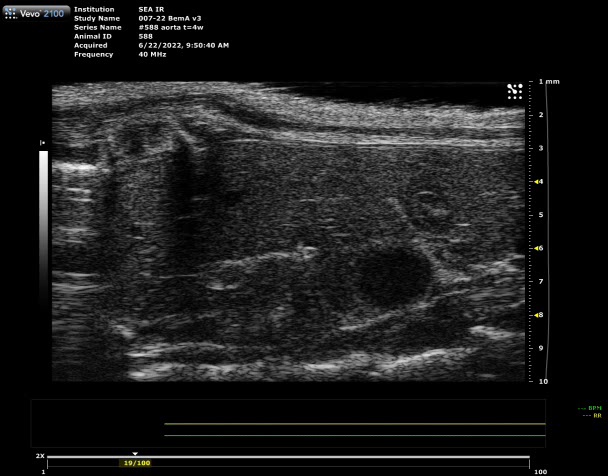 Vevo 2100
Institution SEA IR
Study Name 007-22 BemA v3
Series Name #588 aorta t=4w
Animal ID 588
Acquired 6/22/2022, 9:50:40 AM
Frequency 40 MHz
1 mm
2
3
4
5
6
7
8
9
10
--- BPM
--- RR
2X
19/100
1
100